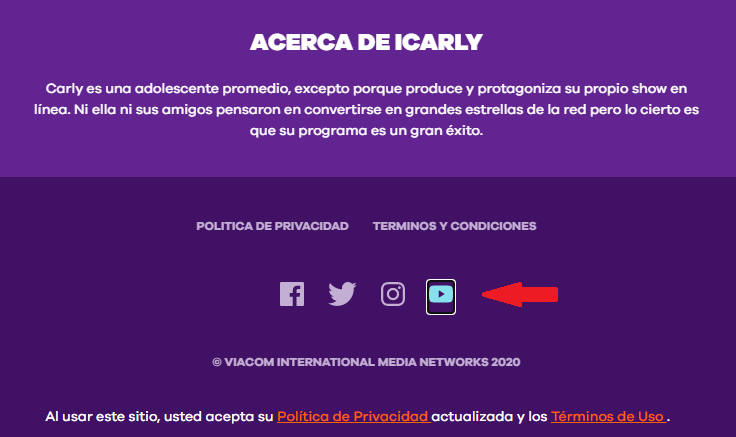 ACERCA DE ICARLY
Carly es una adolescente promedio, excepto porque produce y protagoniza su propio show en
línea. Ni ella ni sus amigos pensaron en convertirse en grandes estrellas de la red pero lo cierto es
que su programa es un gran éxito.
POLITICA DE PRIVACIDAD TERMINOS Y CONDICIONES
© VIACOM INTERNATIONAL MEDIA NETWORKS 2020
Al usar este sitio, usted acepta su Política de Privacidad actualizada y los Términos de Uso .